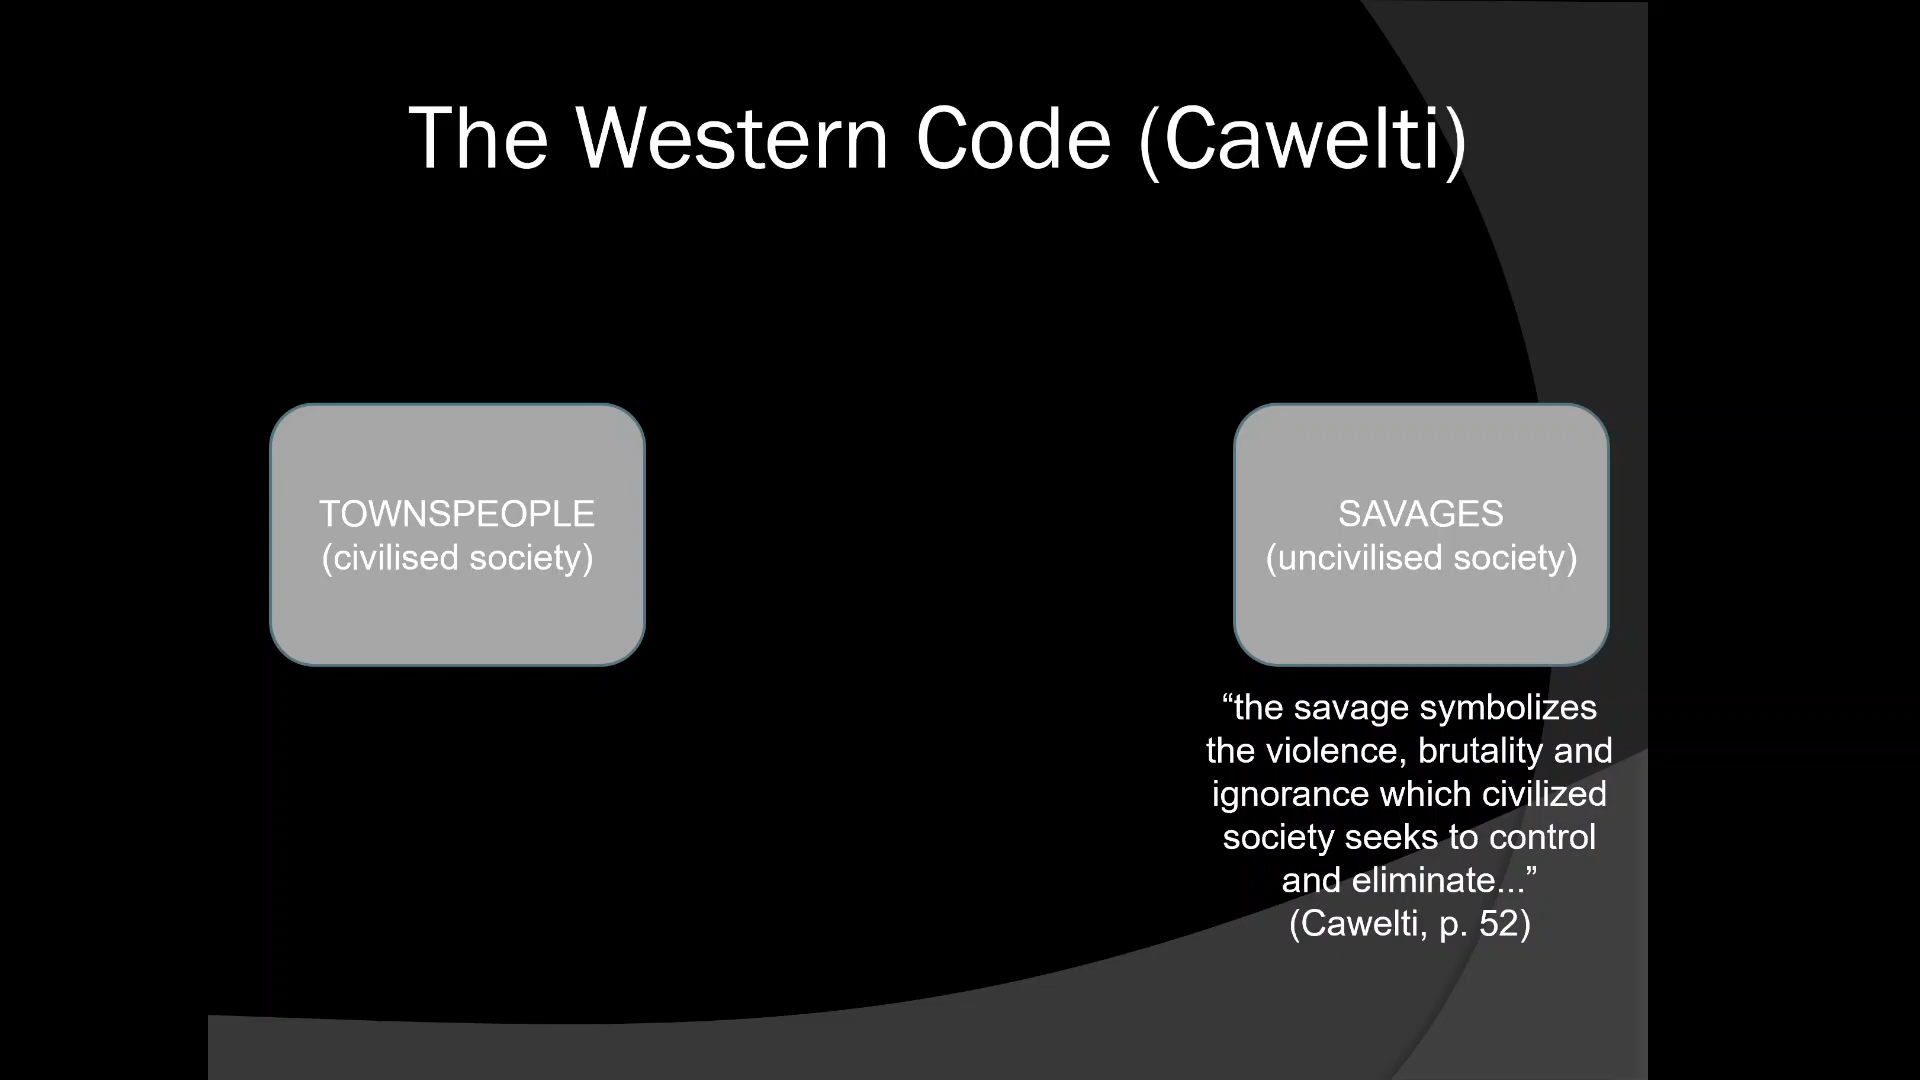 The Western Code (Cawelti)
TOWNSPEOPLE
(civilised society)
SAVAGES
(uncivilised society)
“the savage symbolizes
the violence, brutality and
ignorance which civilized
society seeks to control
and eliminate...”
(Cawelti, p. 52)